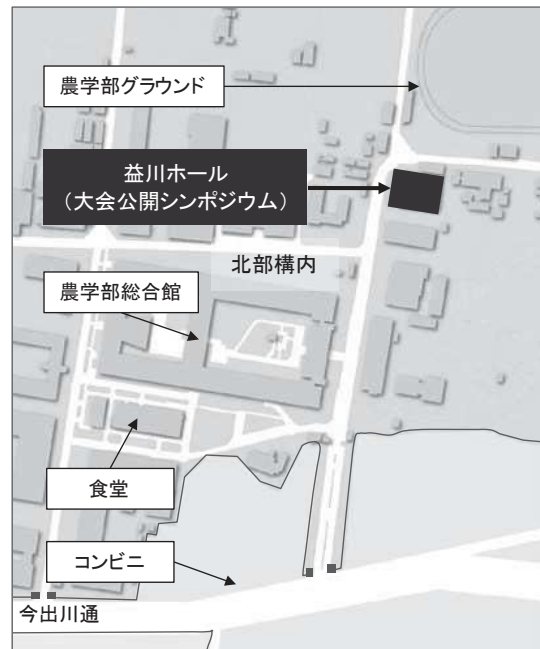 農学部グラウンド
益川ホール
（大会公開シンポジウム）
北部構内
農学部総合館
食堂
コンビニ
今出川通